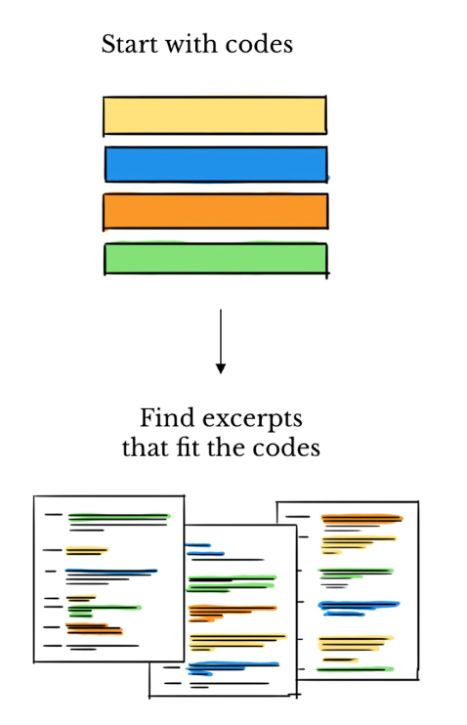 Start with codes
Find excerpts
that fit the codes